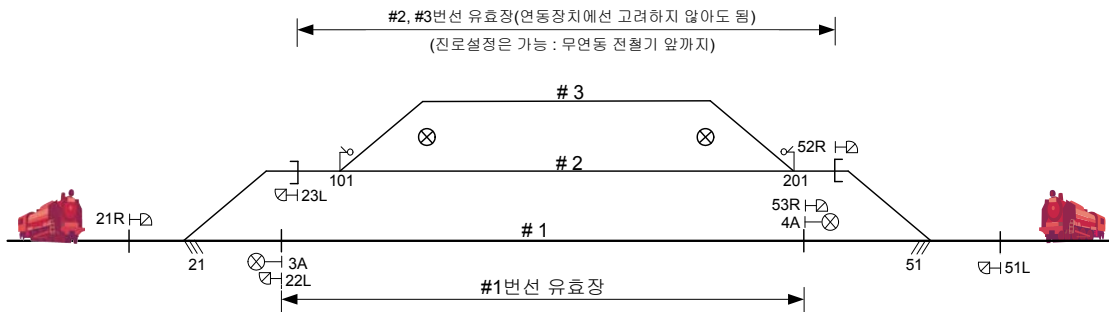 #2, #3번선 유효장(연동장치에선 고려하지 않아도 됨)
(진로설정은 가능 : 무연동 전철기 앞까지)
# 3
52R
101
# 2
201
23L
53R
21R
4A
# 1
21
3A
51
51L
22L
#1번선 유효장